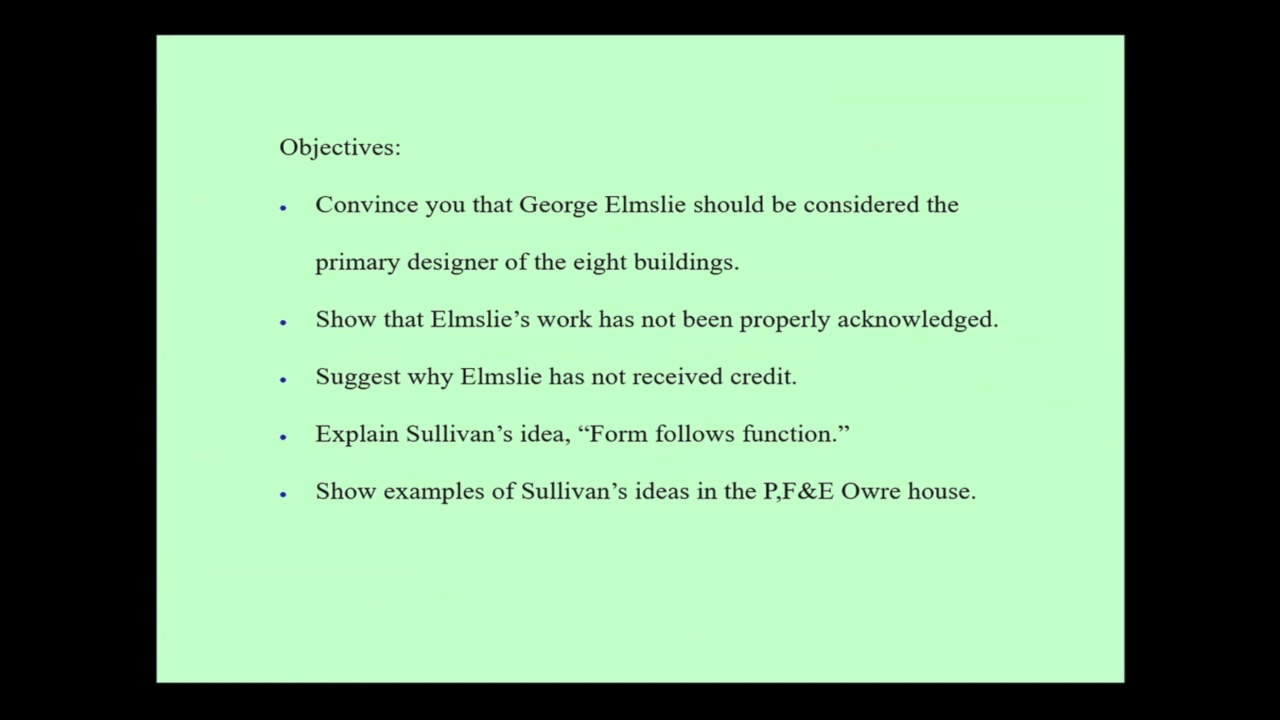 Objectives:
• Convince you that George Elmslie should be considered the
primary designer of the eight buildings.
• Show that Elmslie’s work has not been properly acknowledged.
• Suggest why Elmslie has not received credit.
• Explain Sullivan’s idea, “Form follows function.”
• Show examples of Sullivan’s ideas in the P,F&E Owre house.